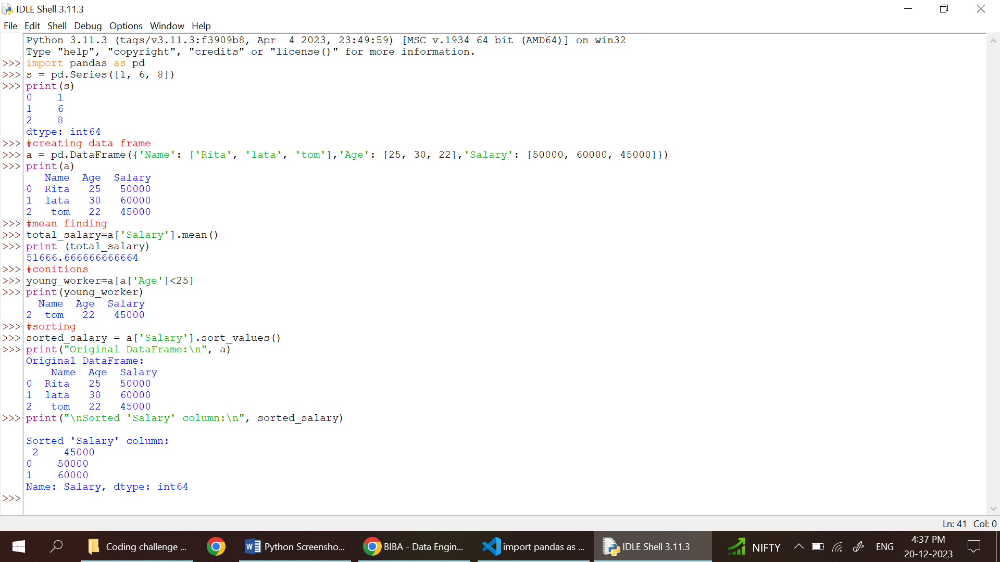 IDLE Shell 3.11.3
File Edit Shell Debug Options Window Help
Python 3.11.3 (tags/v3.11.3:f3909b8, Apr  4 2023, 23:49:59) [MSC v.1934 64 bit (AMD64)] on win32
Type "help", "copyright", "credits" or "license()" for more information.
>>> import pandas as pd
>>> s = pd.Series([1, 6, 8])
>>> print(s)
0    1
1    6
2    8
dtype: int64
>>> #creating data frame
>>> a = pd.DataFrame({'Name': ['Rita', 'lata', 'tom'],'Age': [25, 30, 22],'Salary': [50000, 60000, 45000]})
>>> print(a)
   Name  Age  Salary
0  Rita   25   50000
1  lata   30   60000
2   tom   22   45000
>>> #mean finding
>>> total_salary=a['Salary'].mean()
>>> print (total_salary)
51666.666666666664
>>> #conitions
>>> young_worker=a[a['Age']<25]
>>> print(young_worker)
  Name  Age  Salary
2  tom   22   45000
>>> #sorting
>>> sorted_salary = a['Salary'].sort_values()
>>> print("Original DataFrame:\n", a)
Original DataFrame:
    Name  Age  Salary
0  Rita   25   50000
1  lata   30   60000
2   tom   22   45000
>>> print("\nSorted 'Salary' column:\n", sorted_salary)
Sorted 'Salary' column:
 2    45000
0    50000
1    60000
Name: Salary, dtype: int64
>>>
Ln: 41 Col: 0
Coding challenge ...
Python Screensho...
BIBA - Data Engin...
import pandas as ...
IDLE Shell 3.11.3
NIFTY
ENG
4:37 PM
20-12-2023